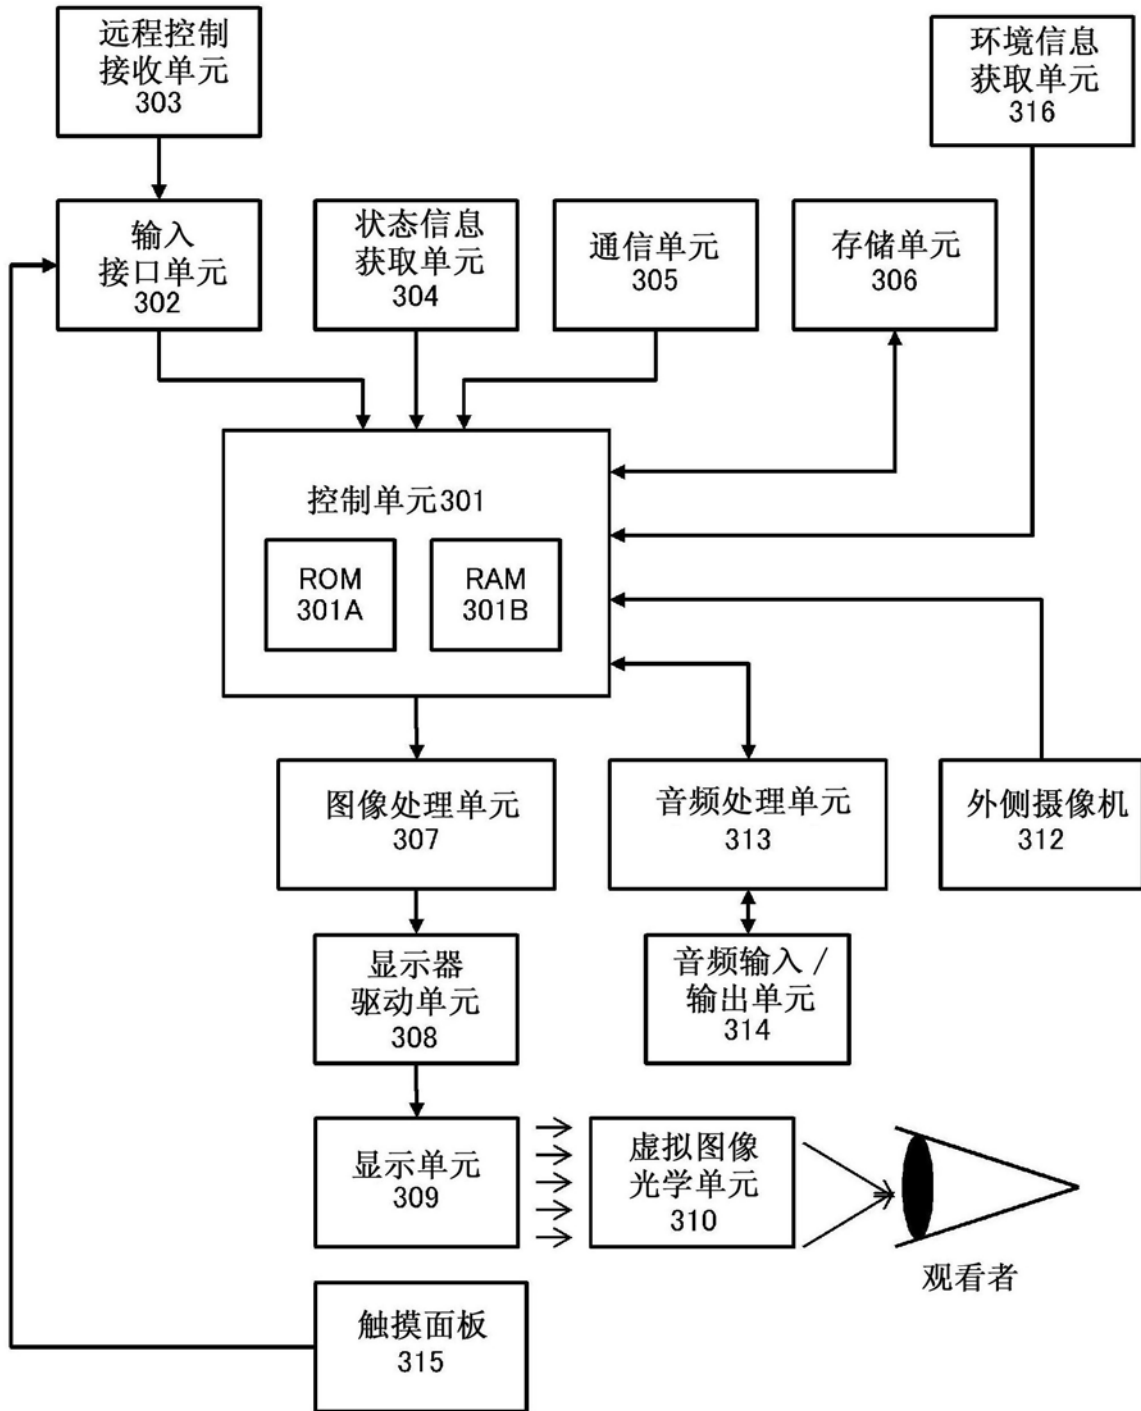 远程控制
接收单元
303
环境信息
获取单元
316
输入
接口单元
302
状态信息
获取单元
304
通信单元
305
存储单元
306
控制单元301
ROM
301A
RAM
301B
图像处理单元
307
音频处理单元
313
外侧摄像机
312
显示器
驱动单元
308
音频输入/
输出单元
314
显示单元
309
虚拟图像
光学单元
310
观看者
触摸面板
315